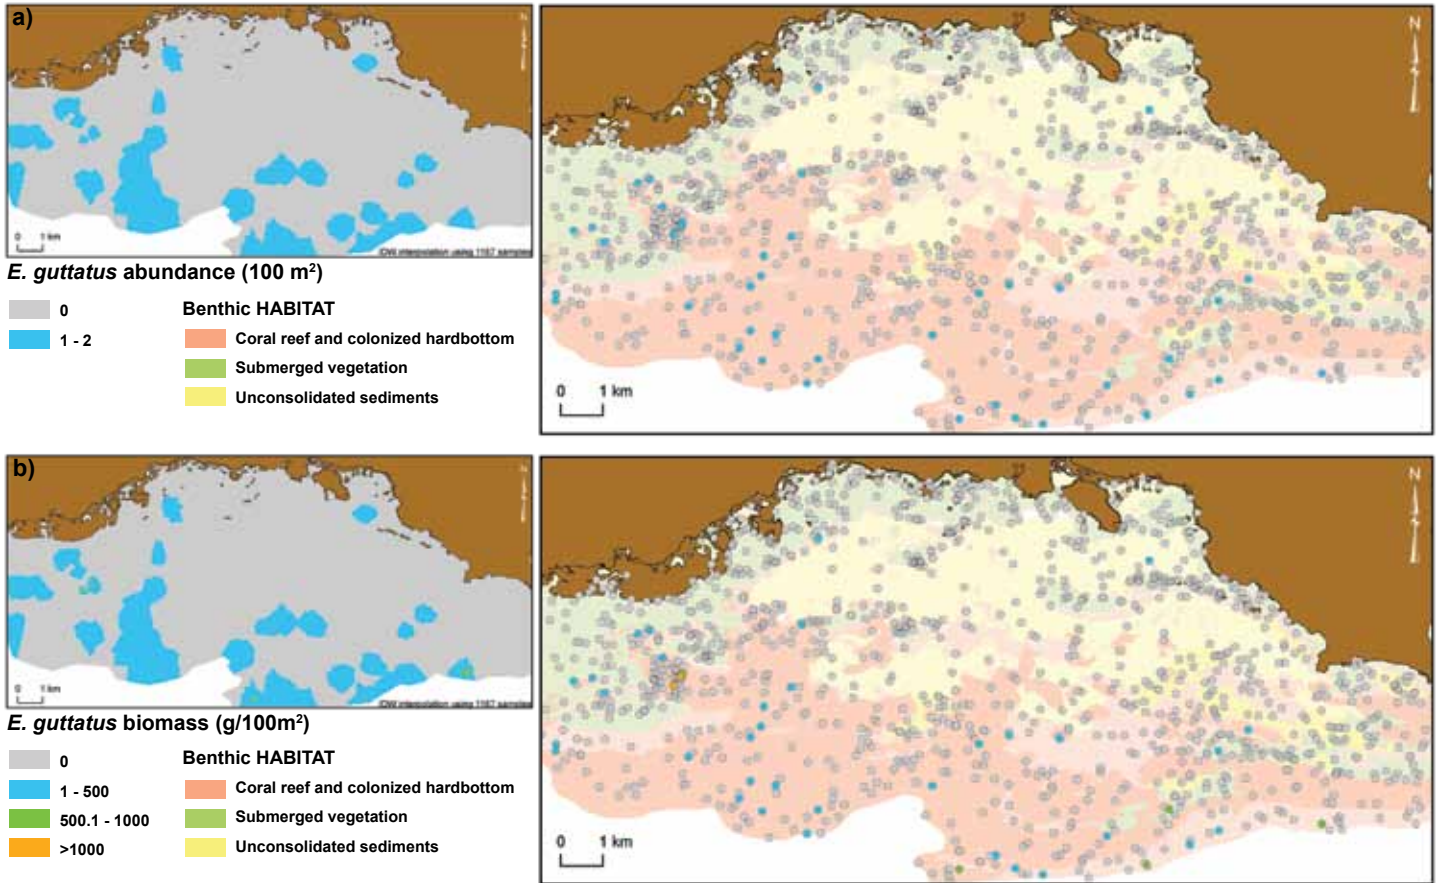 a)
N
0 1 km
IDW interpolation using 1167 samples
N
0 1 km
E. guttatus abundance (100 m²)
0
1 - 2
Benthic HABITAT
Coral reef and colonized hardbottom
Submerged vegetation
Unconsolidated sediments
b)
N
0 1 km
IDW interpolation using 1167 samples
N
0 1 km
E. guttatus biomass (g/100m²)
0
1 - 500
500.1 - 1000
>1000
Benthic HABITAT
Coral reef and colonized hardbottom
Submerged vegetation
Unconsolidated sediments